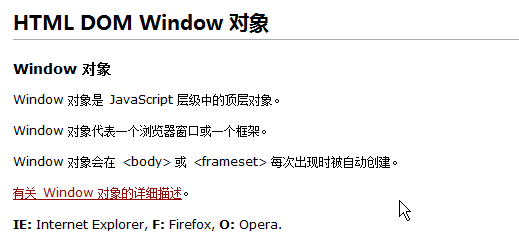 HTML DOM Window 对象
Window 对象
Window 对象是 JavaScript 层级中的顶层对象。
Window 对象代表一个浏览器窗口或一个框架。
Window 对象会在 <body> 或 <frameset> 每次出现时被自动创建。
有关 Window 对象的详细描述。
IE: Internet Explorer, F: Firefox, O: Opera.